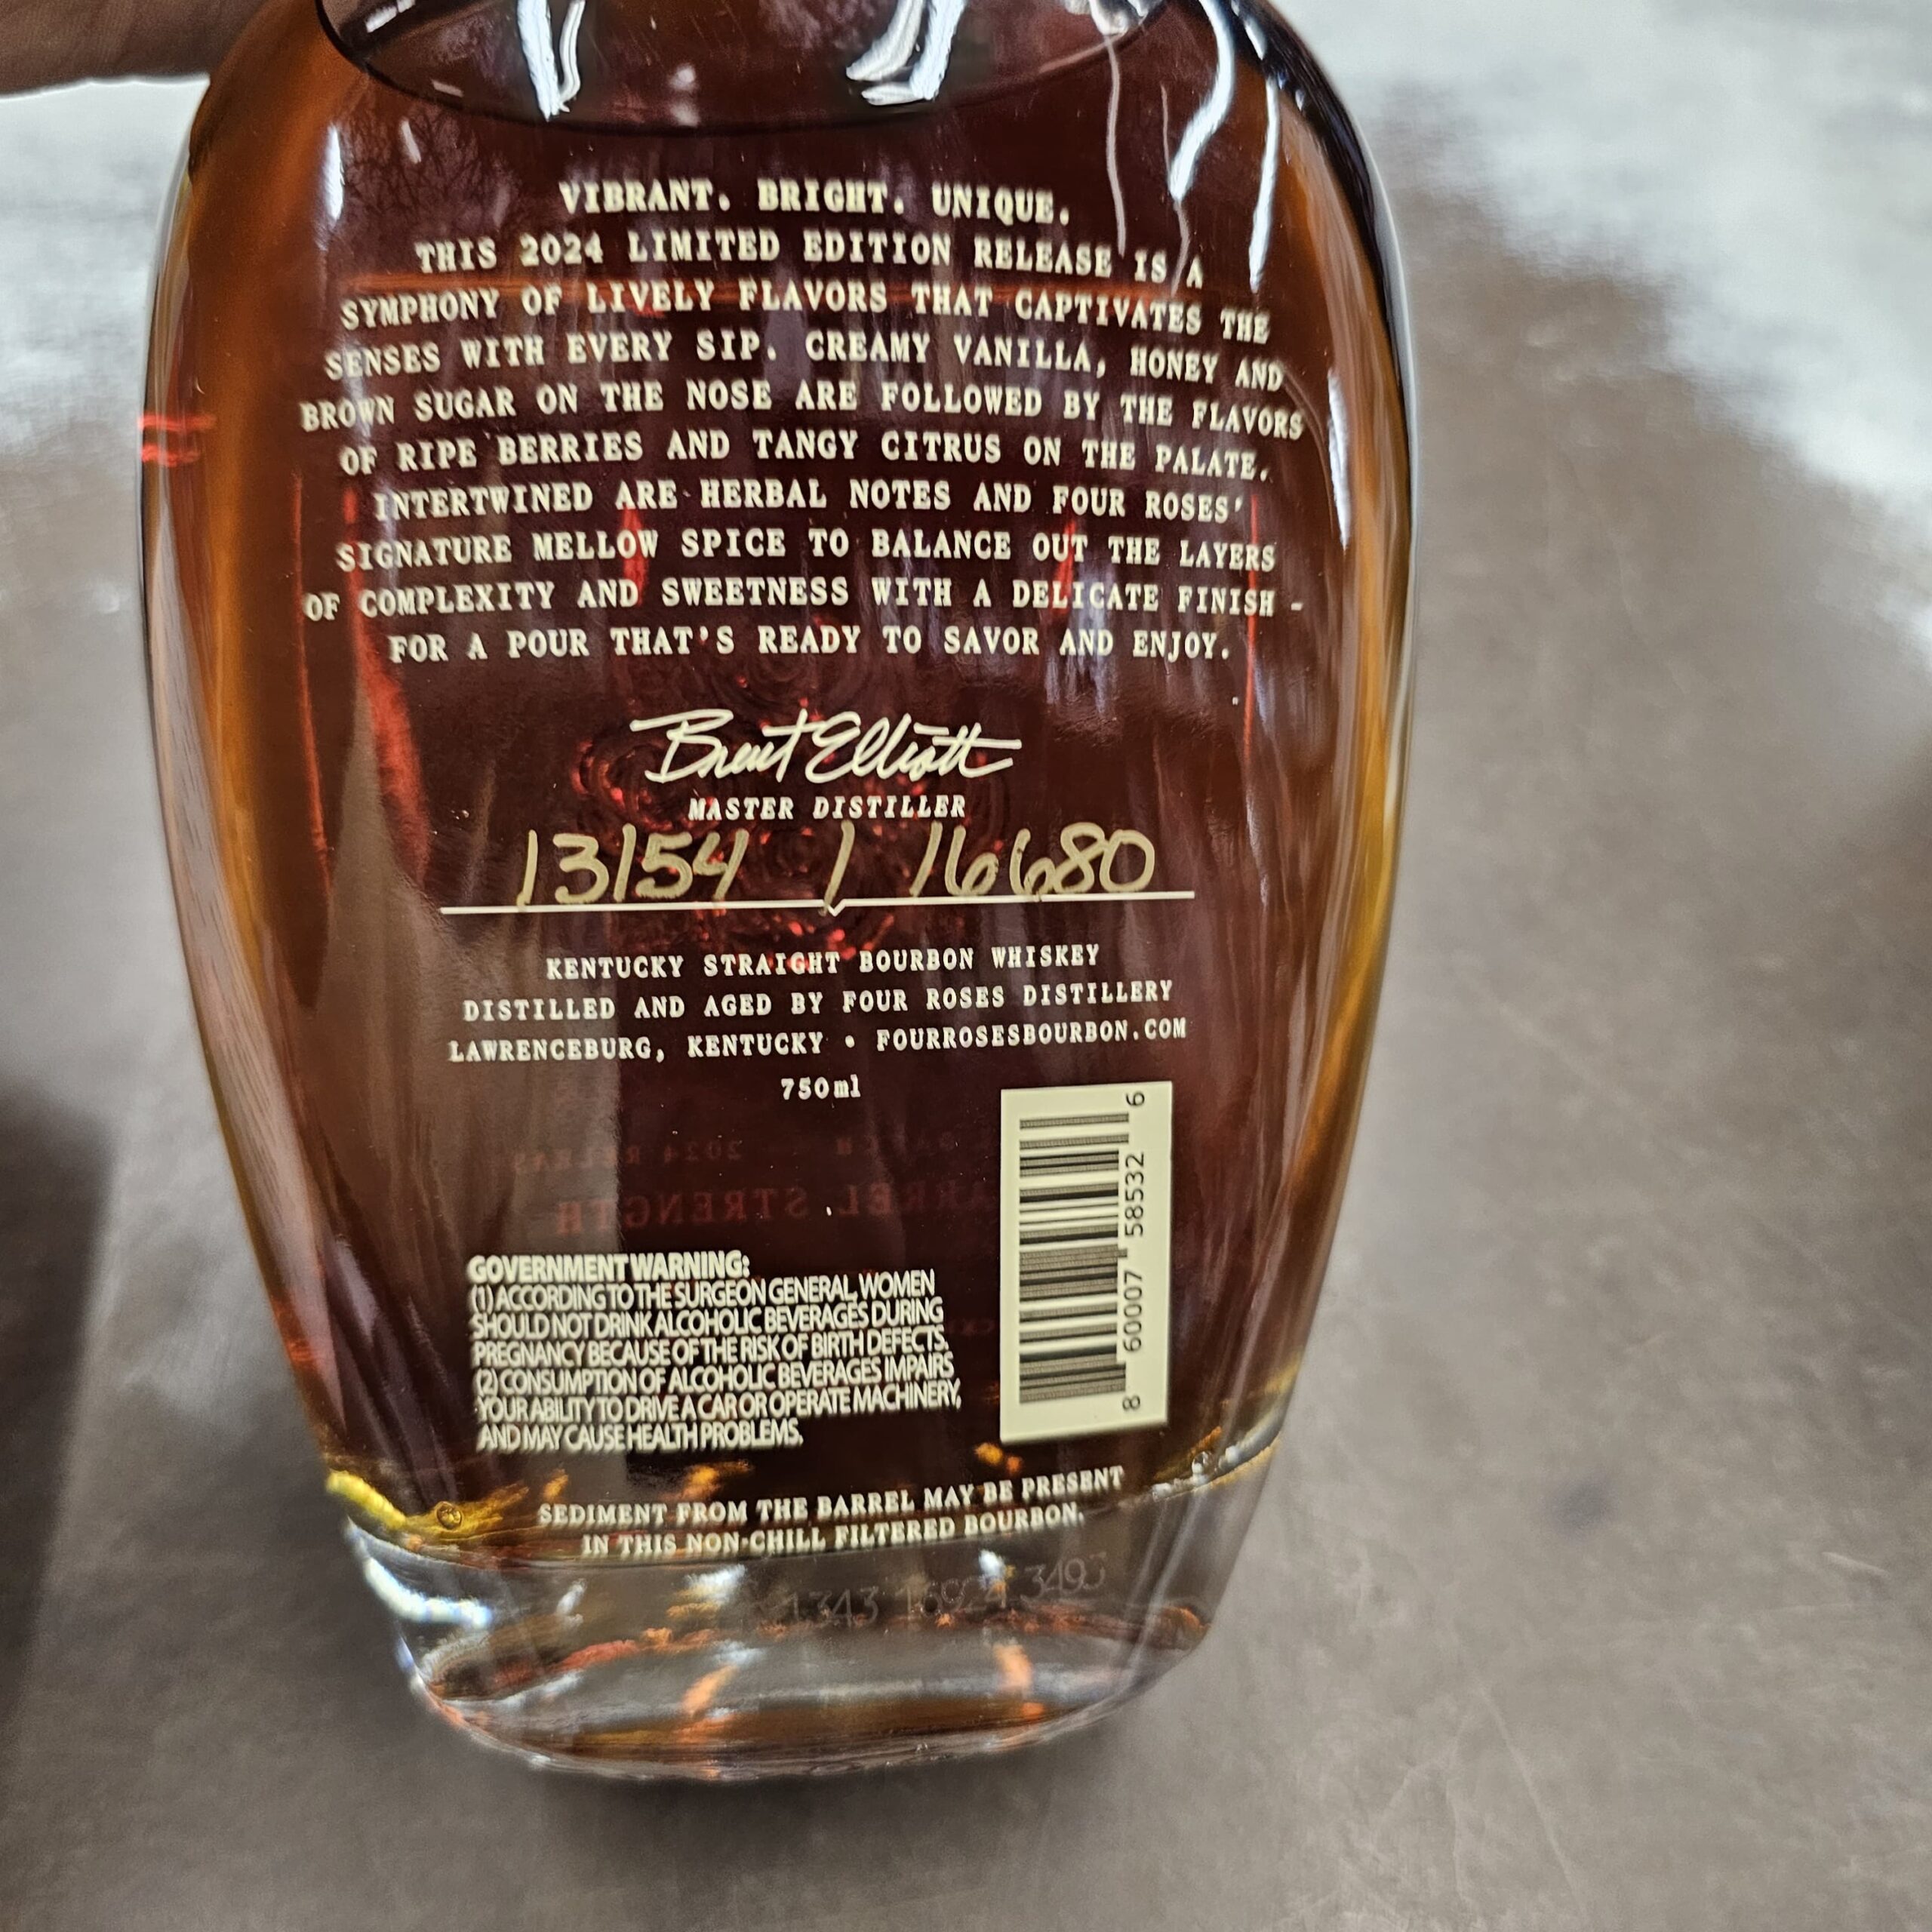 VIBRANT. BRIGHT. UNIQUE.
THIS 2024 LIMITED EDITION RELEASE IS A
SYMPHONY OF LIVELY FLAVORS THAT CAPTIVATES THE
SENSES WITH EVERY SIP. CREAMY VANILLA, HONEY AND
BROWN SUGAR ON THE NOSE ARE FOLLOWED BY THE FLAVORS
OF RIPE BERRIES AND TANGY CITRUS ON THE PALATE.
INTERTWINED ARE HERBAL NOTES AND FOUR ROSES'
SIGNATURE MELLOW SPICE TO BALANCE OUT THE LAYERS
OF COMPLEXITY AND SWEETNESS WITH A DELICATE FINISH -
FOR A POUR THAT'S READY TO SAVOR AND ENJOY.
Brent Elliott
MASTER DISTILLER
13154 / 16680
KENTUCKY STRAIGHT BOURBON WHISKEY
DISTILLED AND AGED BY FOUR ROSES DISTILLERY
LAWRENCEBURG, KENTUCKY • FOURROSESBOURBON.COM
750ml
2024
STRENGTH
8 60007 58532 6
GOVERNMENT WARNING:
(1) ACCORDING TO THE SURGEON GENERAL, WOMEN
SHOULD NOT DRINK ALCOHOLIC BEVERAGES DURING
PREGNANCY BECAUSE OF THE RISK OF BIRTH DEFECTS.
(2) CONSUMPTION OF ALCOHOLIC BEVERAGES IMPAIRS
YOUR ABILITY TO DRIVE A CAR OR OPERATE MACHINERY,
AND MAY CAUSE HEALTH PROBLEMS.
SEDIMENT FROM THE BARREL MAY BE PRESENT
IN THIS NON-CHILL FILTERED BOURBON.